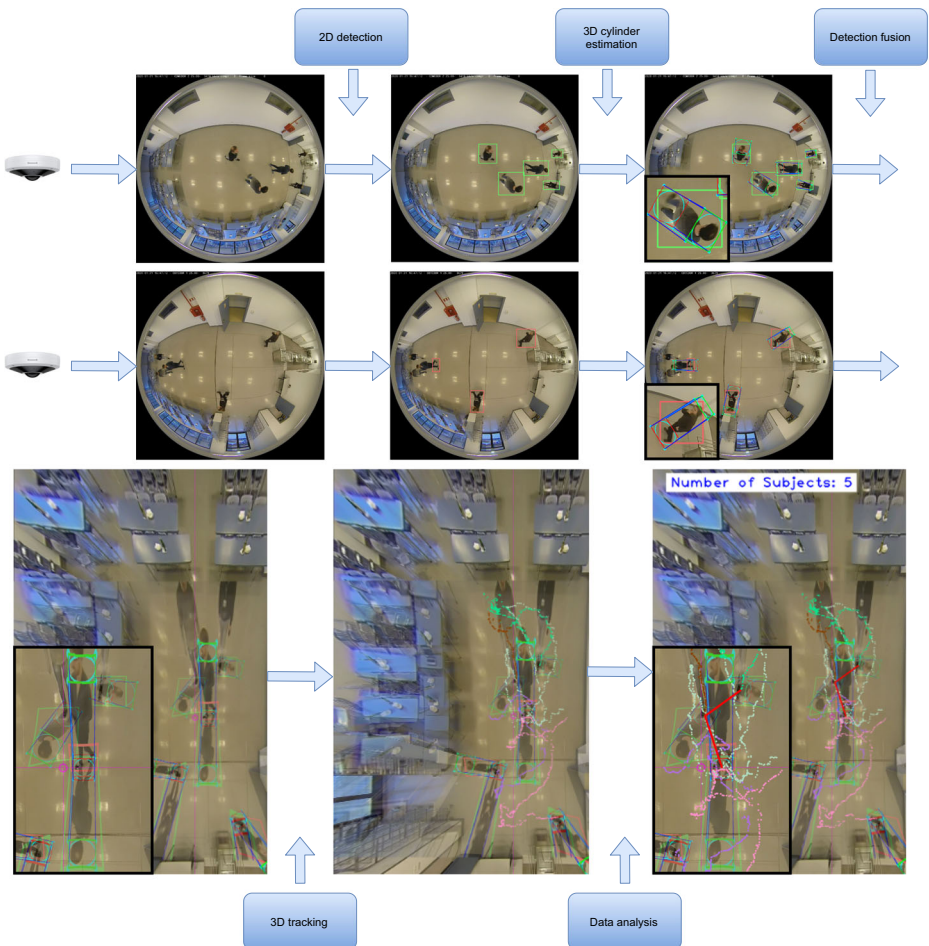 2D detection
3D cylinder
estimation
Detection fusion
Number of Subjects: 5
3D tracking
Data analysis